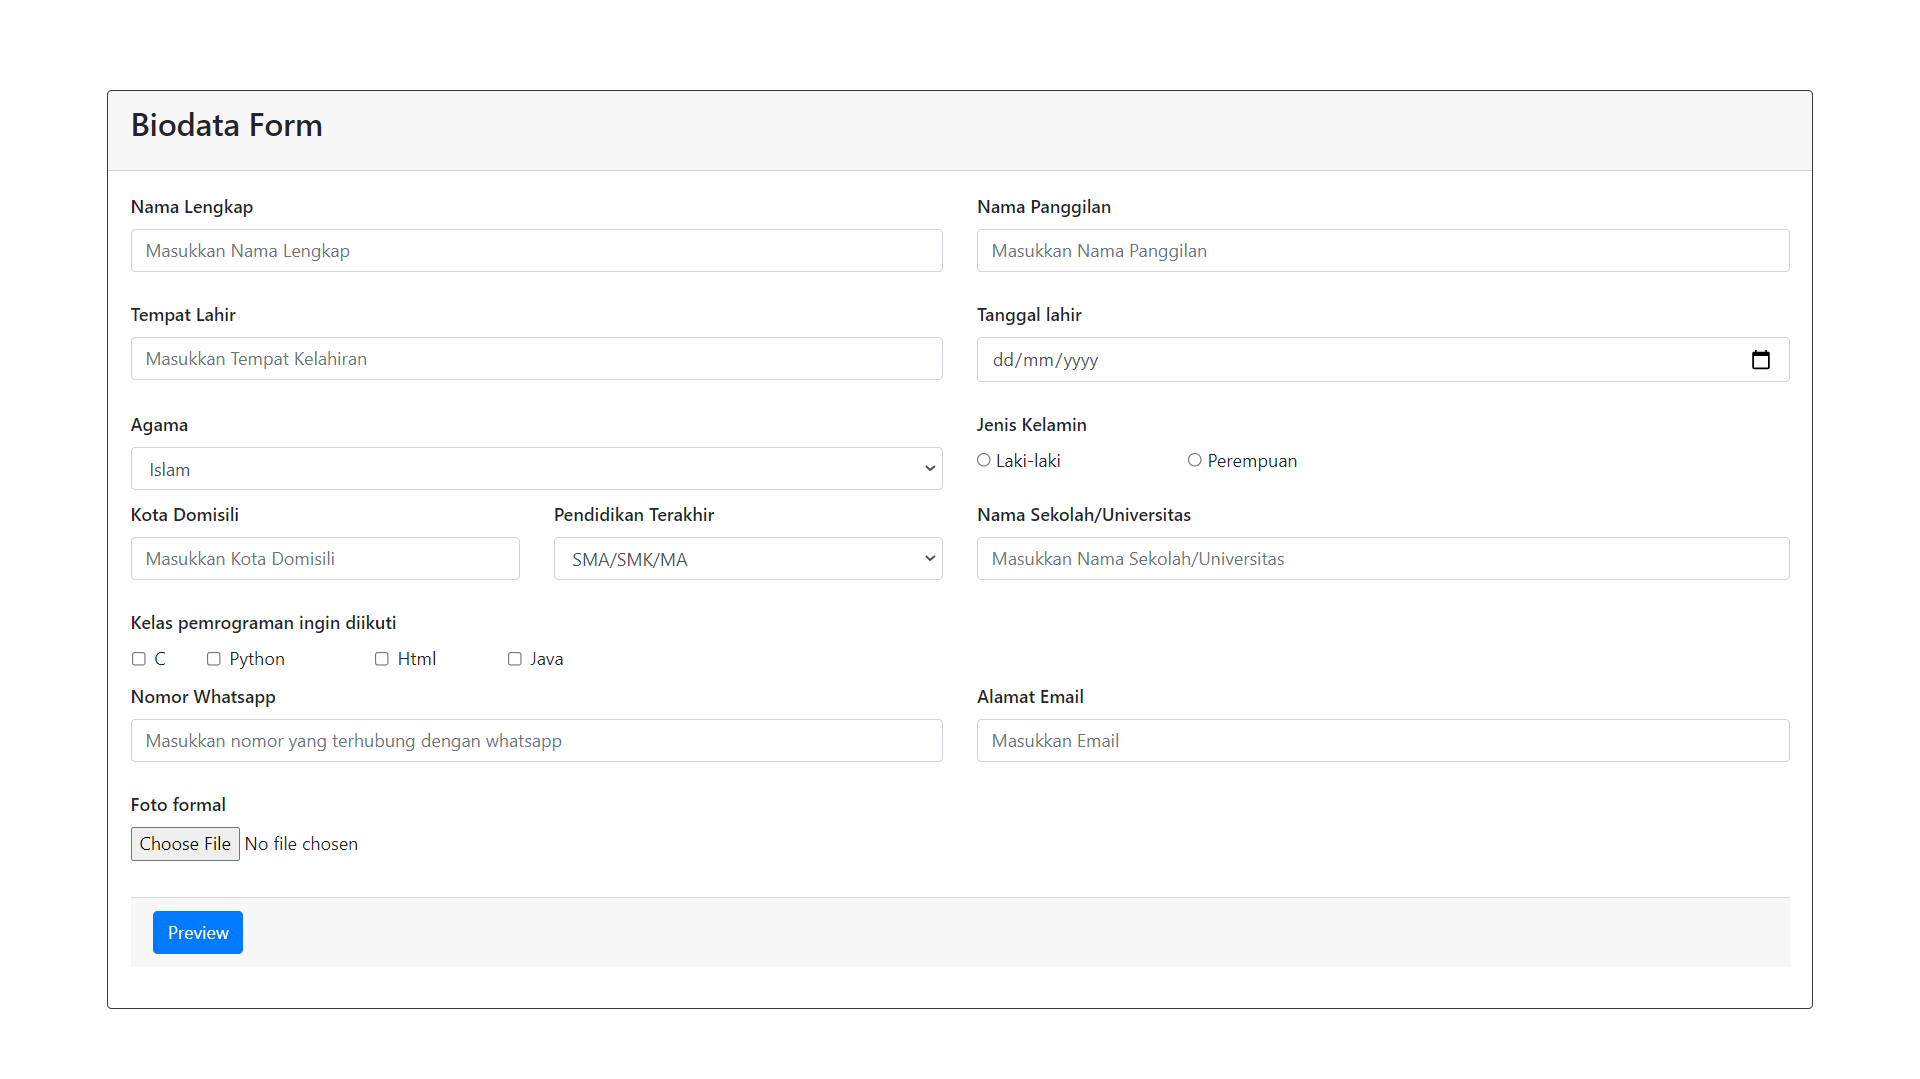 Biodata Form
Nama Lengkap
Nama Panggilan
Masukkan Nama Lengkap
Masukkan Nama Panggilan
Tempat Lahir
Tanggal lahir
Masukkan Tempat Kelahiran
dd/mm/yyyy
Agama
Jenis Kelamin
Islam
Laki-laki
Perempuan
Kota Domisili
Pendidikan Terakhir
Nama Sekolah/Universitas
Masukkan Kota Domisili
SMA/SMK/MA
Masukkan Nama Sekolah/Universitas
Kelas pemrograman ingin diikuti
C
Python
Html
Java
Nomor Whatsapp
Alamat Email
Masukkan nomor yang terhubung dengan whatsapp
Masukkan Email
Foto formal
Choose File No file chosen
Preview